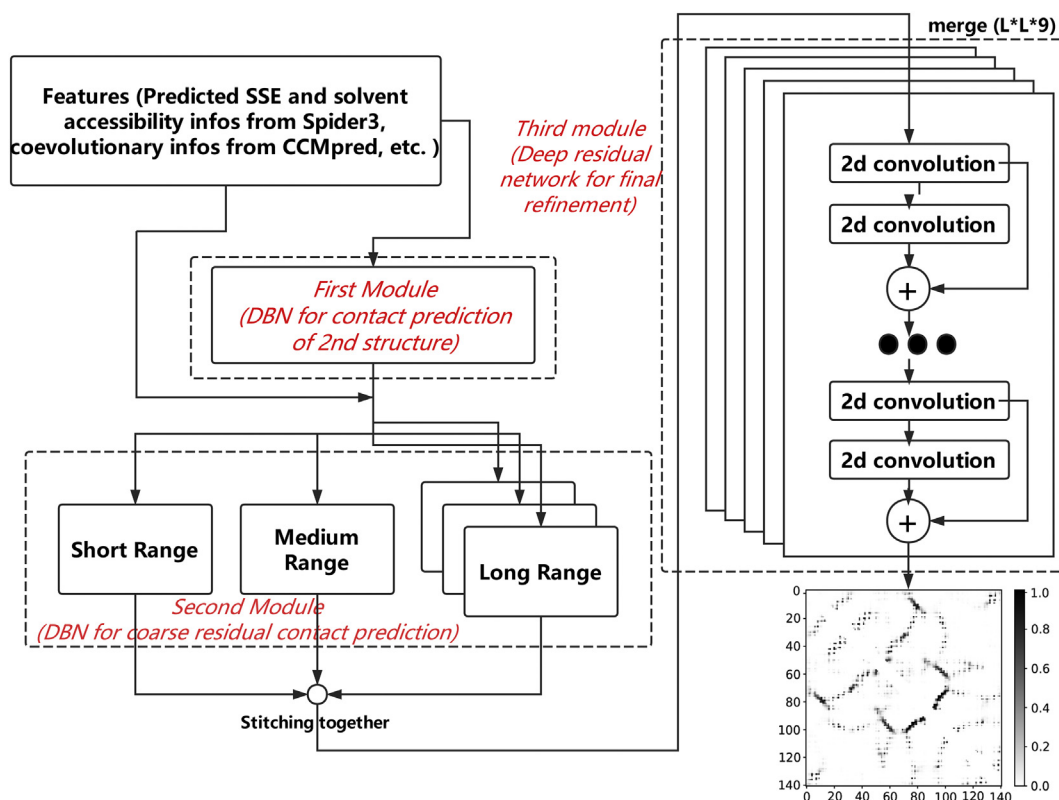 merge (L*L*9)
Features (Predicted SSE and solvent
accessibility infos from Spider3,
coevolutionary infos from CCMpred, etc. )
Third module
(Deep residual
network for final
refinement)
First Module
(DBN for contact prediction
of 2nd structure)
Short Range
Medium
Range
Long Range
Second Module
(DBN for coarse residual contact prediction)
Stitching together
2d convolution
2d convolution
+
2d convolution
2d convolution
+
0
20
40
60
80
100
120
140
0 20 40 60 80 100 120 140
1.0
0.8
0.6
0.4
0.2
0.0